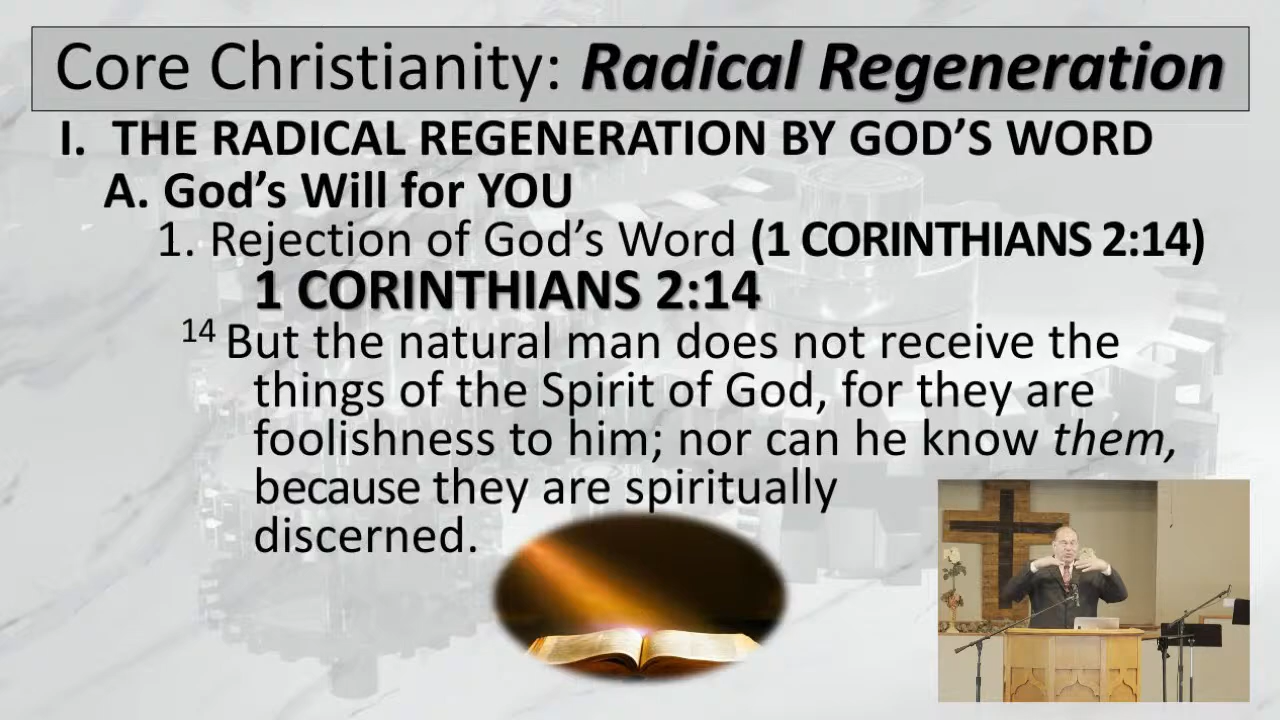 Core Christianity: Radical Regeneration
I. THE RADICAL REGENERATION BY GOD’S WORD
A. God’s Will for YOU
1. Rejection of God’s Word (1 CORINTHIANS 2:14)
1 CORINTHIANS 2:14
14 But the natural man does not receive the
things of the Spirit of God, for they are
foolishness to him; nor can he know them,
because they are spiritually
discerned.